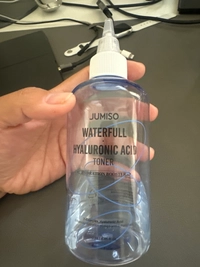 JUMISO
WATERFULL
HYALURONIC ACID
TONER